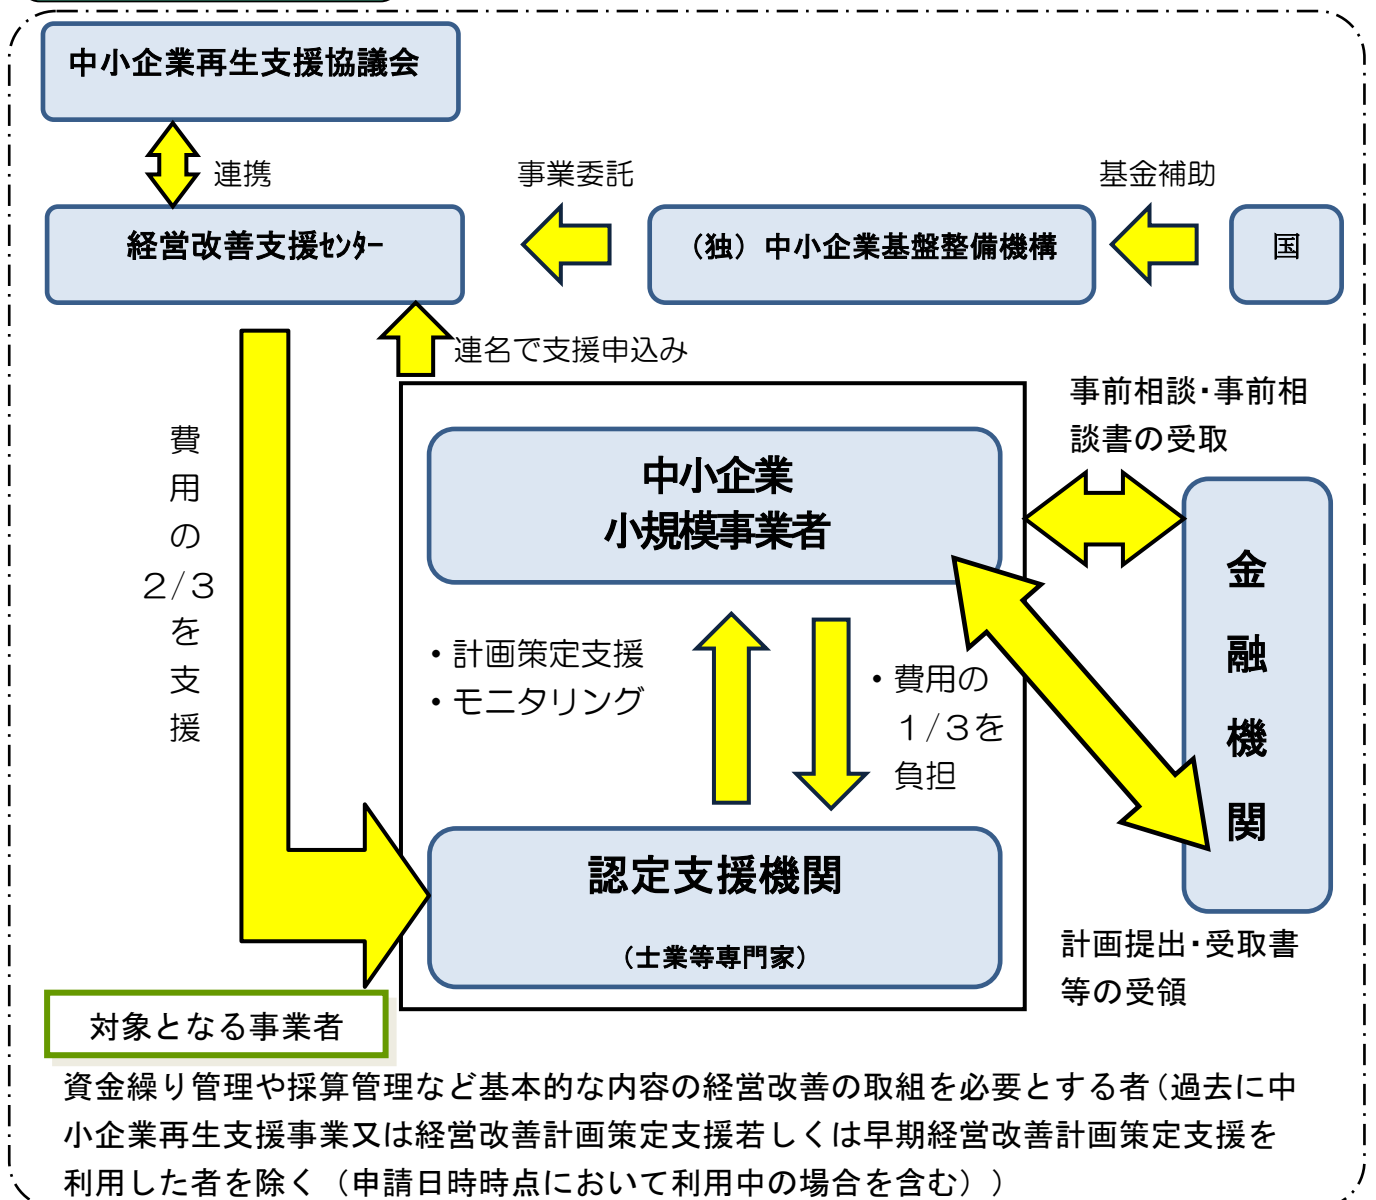 中小企業再生支援協議会
連携
事業委託
基金補助
経営改善支援ｾﾝﾀｰ
（独）中小企業基盤整備機構
国
連名で支援申込み
事前相談・事前相
談書の受取
費
用
の
２/３
を
支
援
中小企業
小規模事業者
・計画策定支援
・モニタリング
・費用の
１/３を
負担
金
融
機
関
認定支援機関
（士業等専門家）
計画提出・受取書
等の受領
対象となる事業者
資金繰り管理や採算管理など基本的な内容の経営改善の取組を必要とする者（過去に中
小企業再生支援事業又は経営改善計画策定支援若しくは早期経営改善計画策定支援を
利用した者を除く（申請日時時点において利用中の場合を含む））